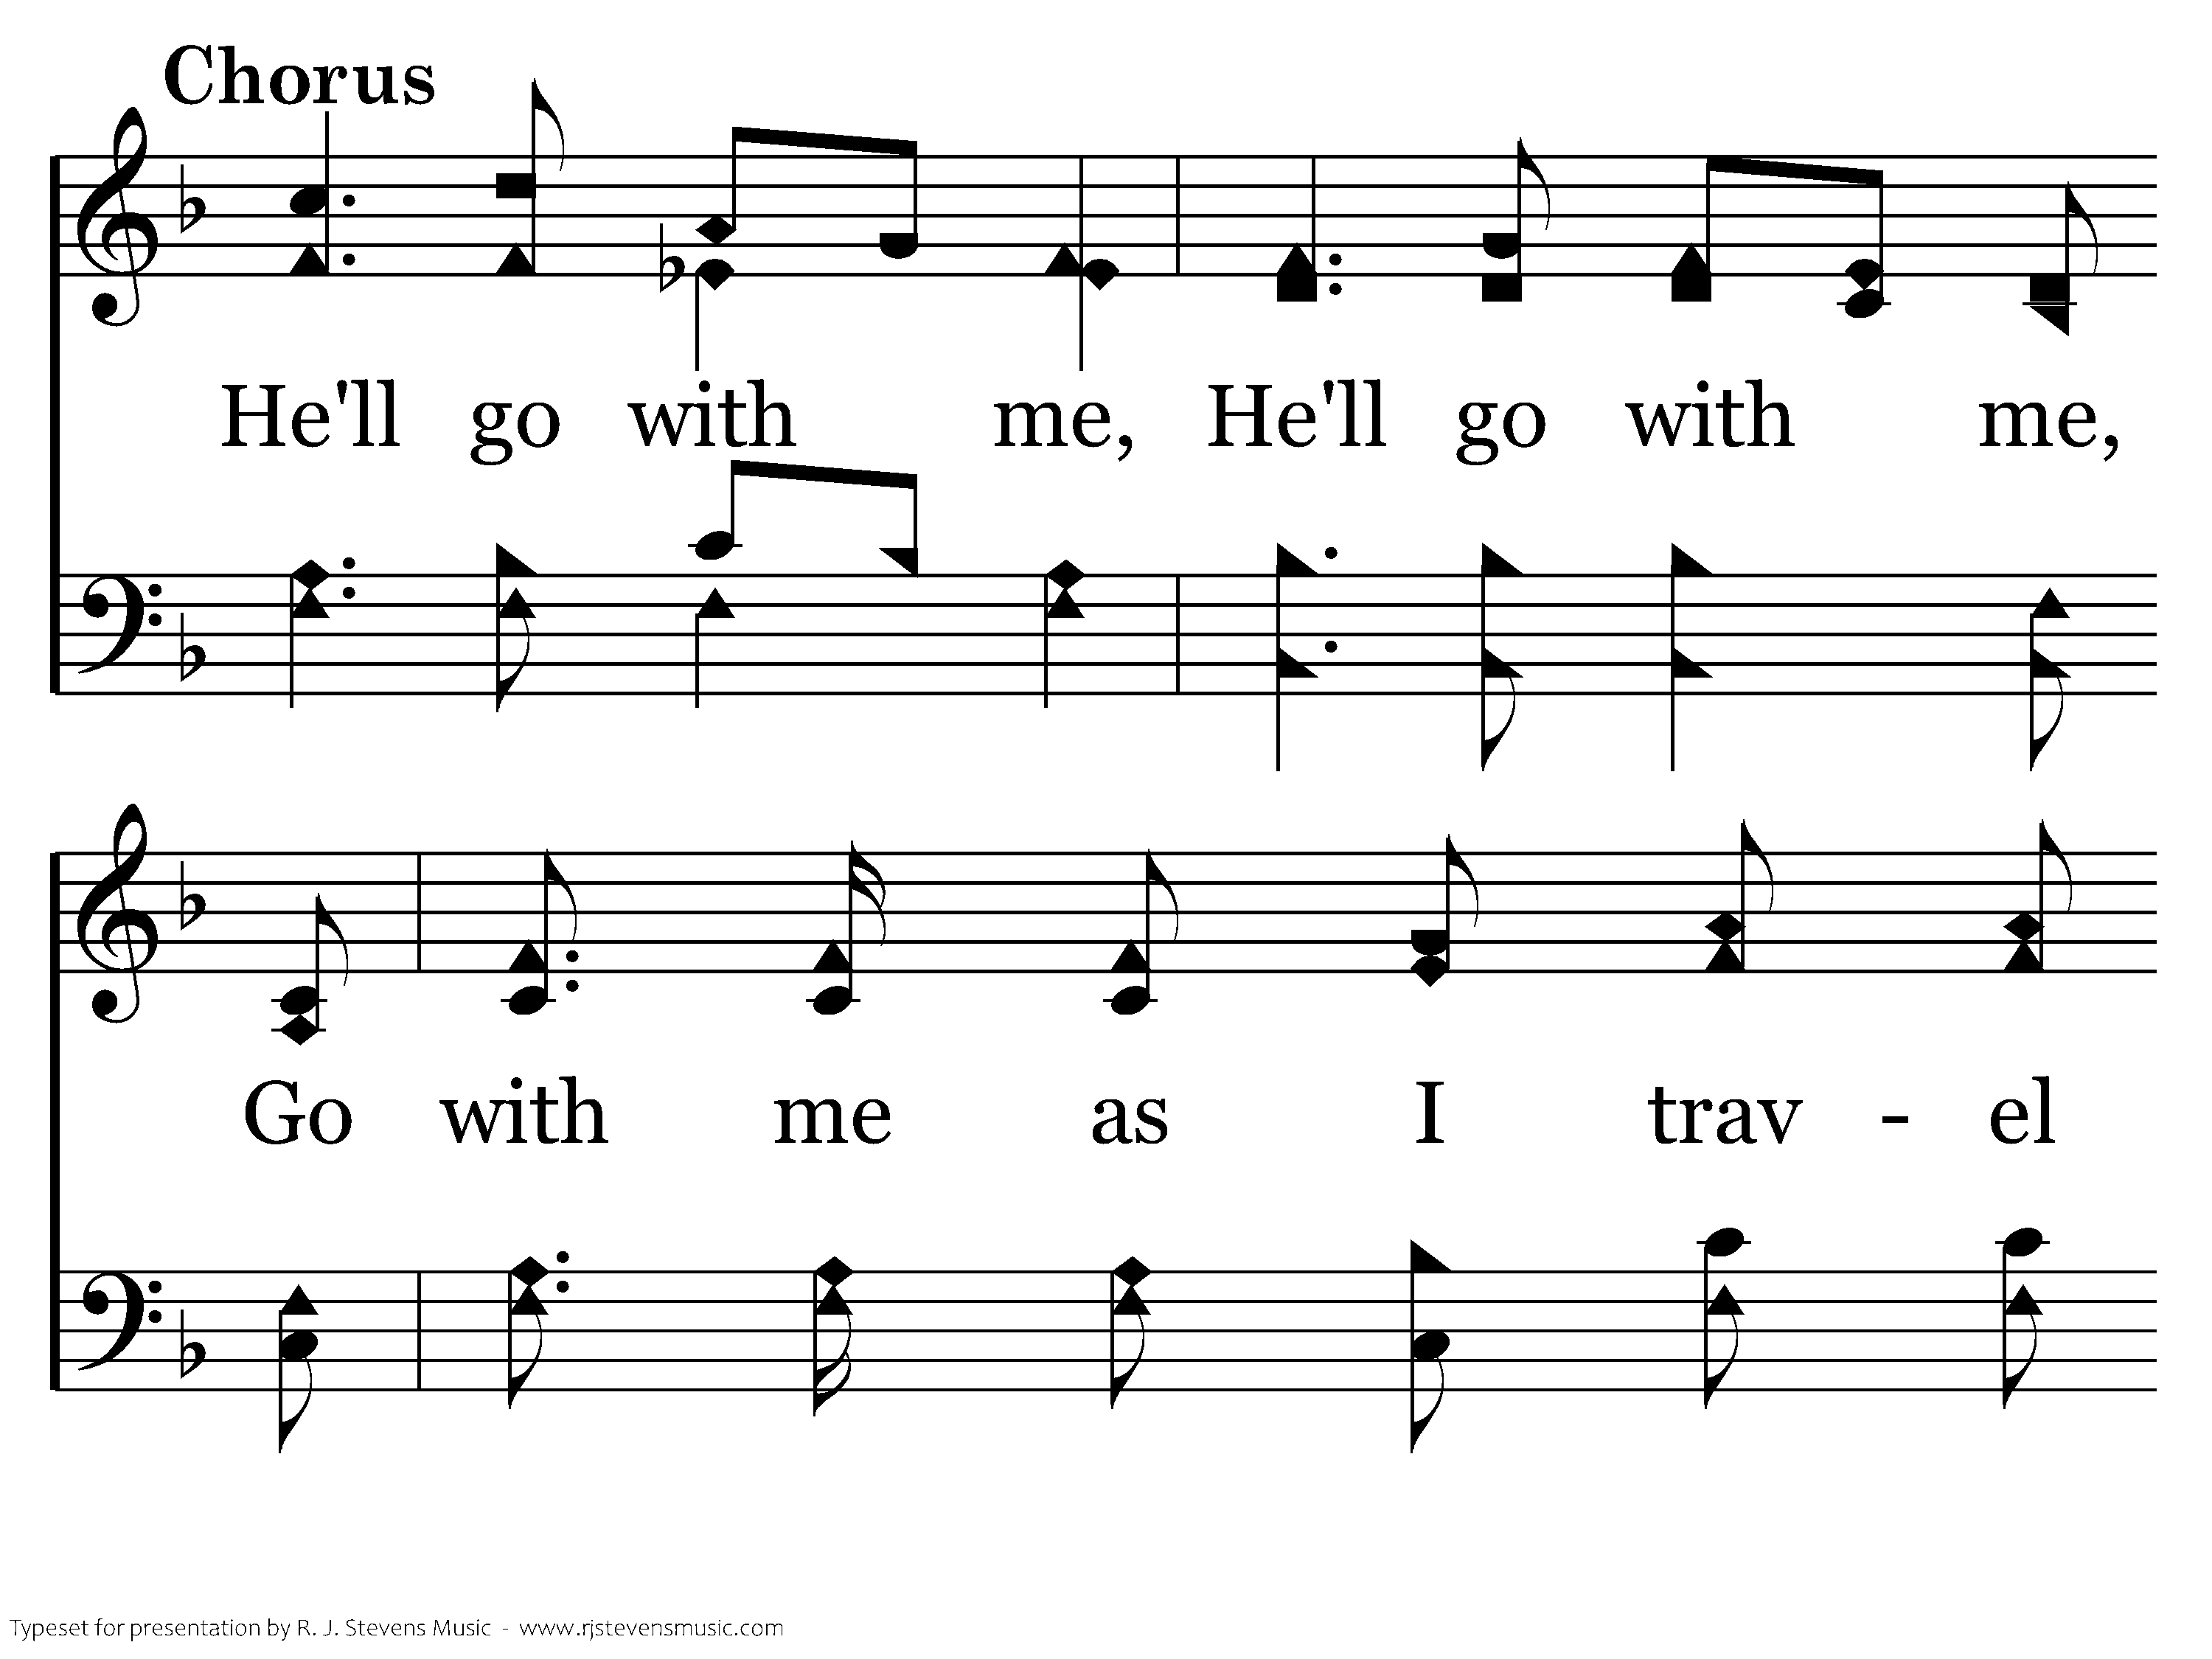 Chorus
He'll go with me, He'll go with me,
Go with me as I trav - el
Typeset for presentation by R. J. Stevens Music - www.rjstevensmusic.com